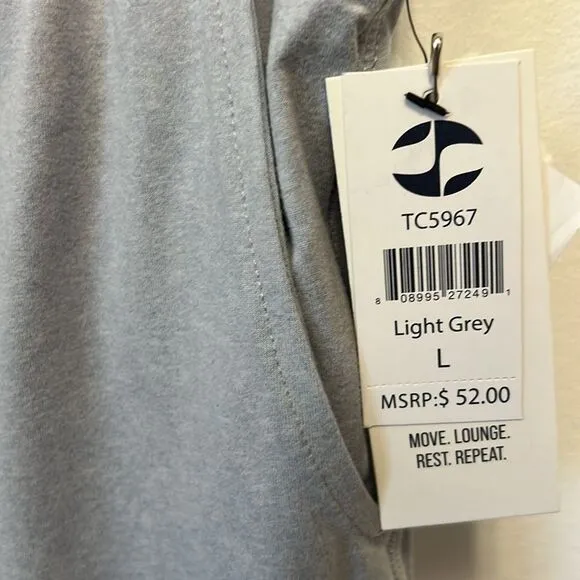 TC5967
8 08995 27249 1
Light Grey
L
MSRP:$ 52.00
MOVE. LOUNGE.
REST. REPEAT.